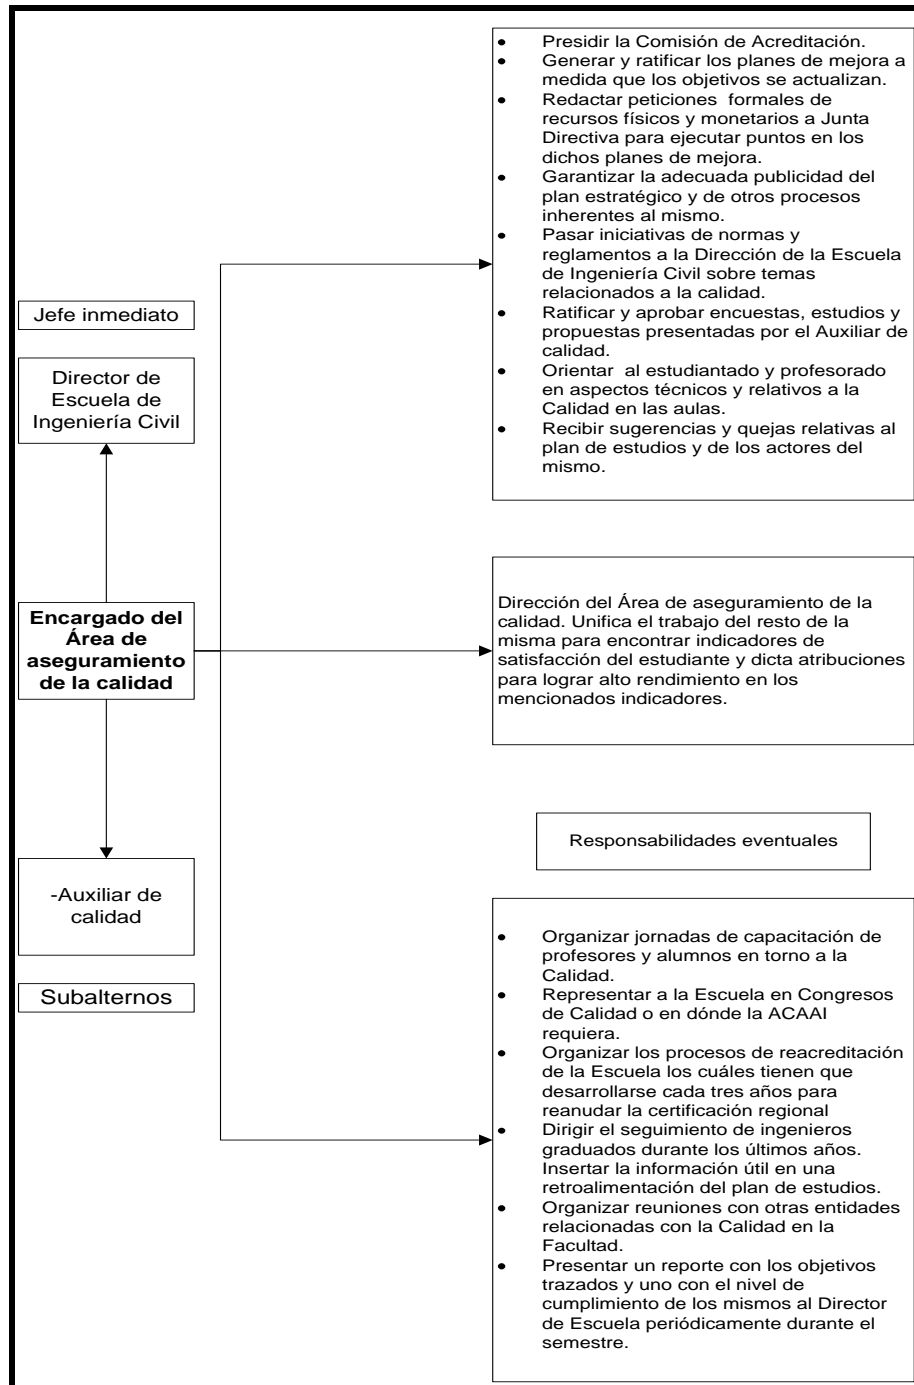 • Presidir la Comisión de Acreditación.
• Generar y ratificar los planes de mejora a
medida que los objetivos se actualizan.
• Redactar peticiones formales de
recursos físicos y monetarios a Junta
Directiva para ejecutar puntos en los
dichos planes de mejora.
• Garantizar la adecuada publicidad del
plan estratégico y de otros procesos
inherentes al mismo.
• Pasar iniciativas de normas y
reglamentos a la Dirección de la Escuela
de Ingeniería Civil sobre temas
relacionados a la calidad.
• Ratificar y aprobar encuestas, estudios y
propuestas presentadas por el Auxiliar de
calidad.
• Orientar al estudiantado y profesorado
en aspectos técnicos y relativos a la
Calidad en las aulas.
• Recibir sugerencias y quejas relativas al
plan de estudios y de los actores del
mismo.
Jefe inmediato
Director de
Escuela de
Ingeniería Civil
Encargado del
Área de
aseguramiento
de la calidad
Dirección del Área de aseguramiento de la
calidad. Unifica el trabajo del resto de la
misma para encontrar indicadores de
satisfacción del estudiante y dicta atribuciones
para lograr alto rendimiento en los
mencionados indicadores.
Responsabilidades eventuales
-Auxiliar de
calidad
Subalternos
• Organizar jornadas de capacitación de
profesores y alumnos en torno a la
Calidad.
• Representar a la Escuela en Congresos
de Calidad o en dónde la ACAAI
requiera.
• Organizar los procesos de reacreditación
de la Escuela los cuáles tienen que
desarrollarse cada tres años para
reanudar la certificación regional
• Dirigir el seguimiento de ingenieros
graduados durante los últimos años.
Insertar la información útil en una
retroalimentación del plan de estudios.
• Organizar reuniones con otras entidades
relacionadas con la Calidad en la
Facultad.
• Presentar un reporte con los objetivos
trazados y uno con el nivel de
cumplimiento de los mismos al Director
de Escuela periódicamente durante el
semestre.